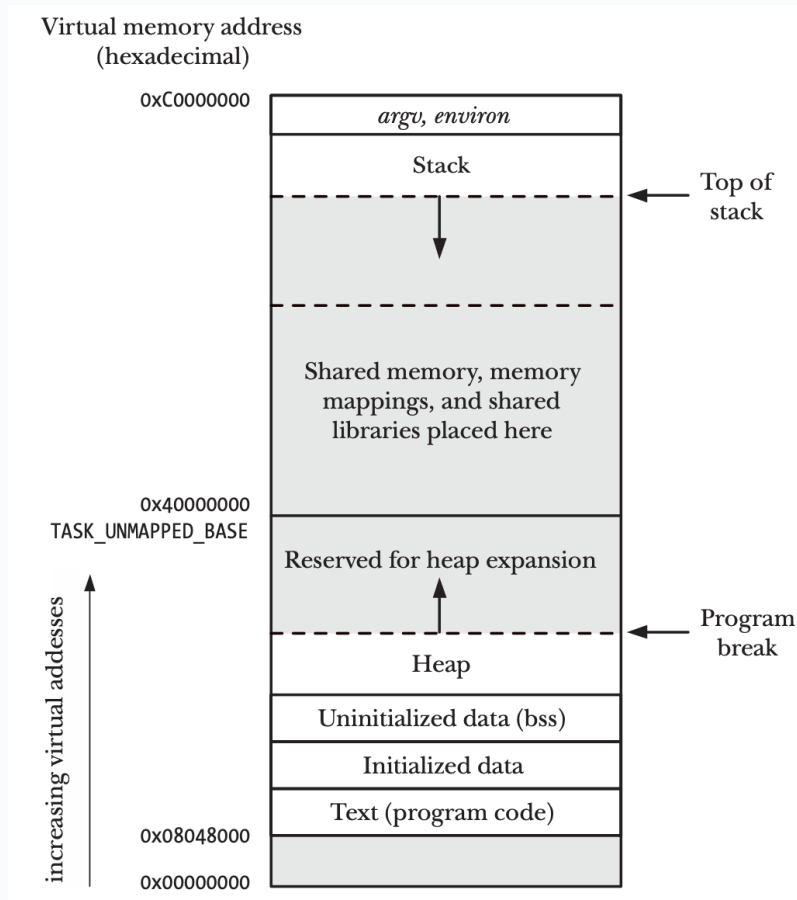 Virtual memory address
(hexadecimal)
0xC0000000
argv, environ
Stack
Top of
stack
Shared memory, memory
mappings, and shared
libraries placed here
0x40000000
TASK_UNMAPPED_BASE
Reserved for heap expansion
Program
break
Heap
Uninitialized data (bss)
Initialized data
Text (program code)
0x08048000
0x00000000
increasing virtual addesses